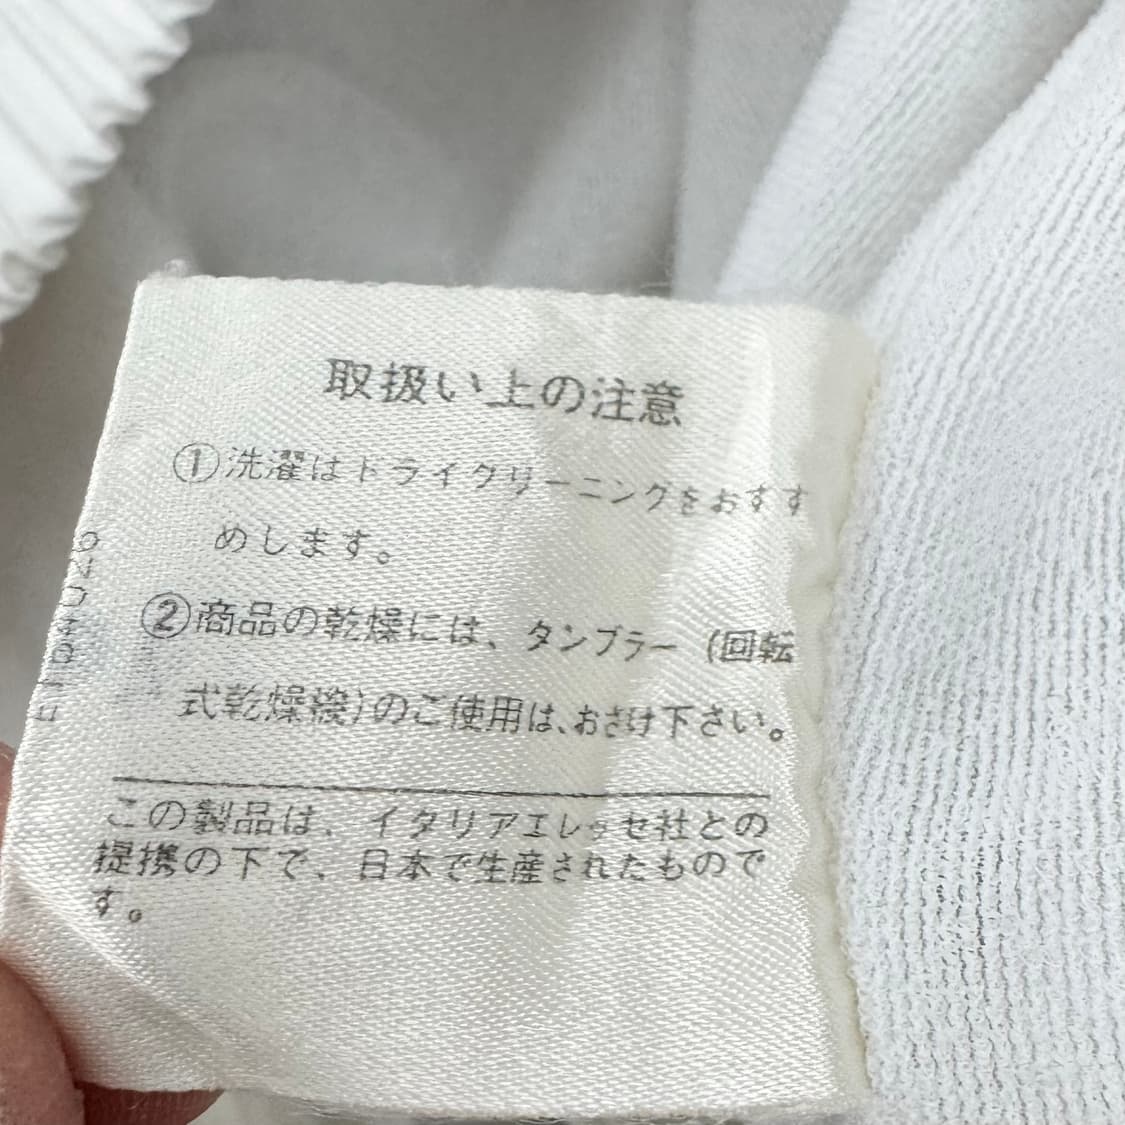 取扱い上の注意
①洗濯はドライクリーニングをおすす
めします。
②商品の乾燥には、タンブラー(回転
式乾燥機)のご使用は、おさけ下さい。
この製品は、イタリアエレッセ社との
提携の下で、日本で生産されたもので
す。